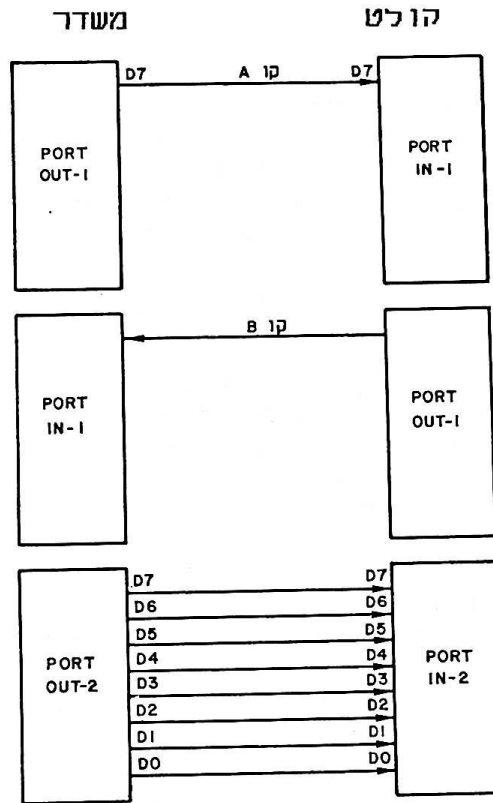 משדר קולט
D7 קו A D7
PORT OUT-1
PORT IN-1
קו B
PORT IN-1
PORT OUT-1
D7 D7
D6 D6
D5 D5
D4 D4
D3 D3
D2 D2
D1 D1
D0 D0
PORT OUT-2
PORT IN-2